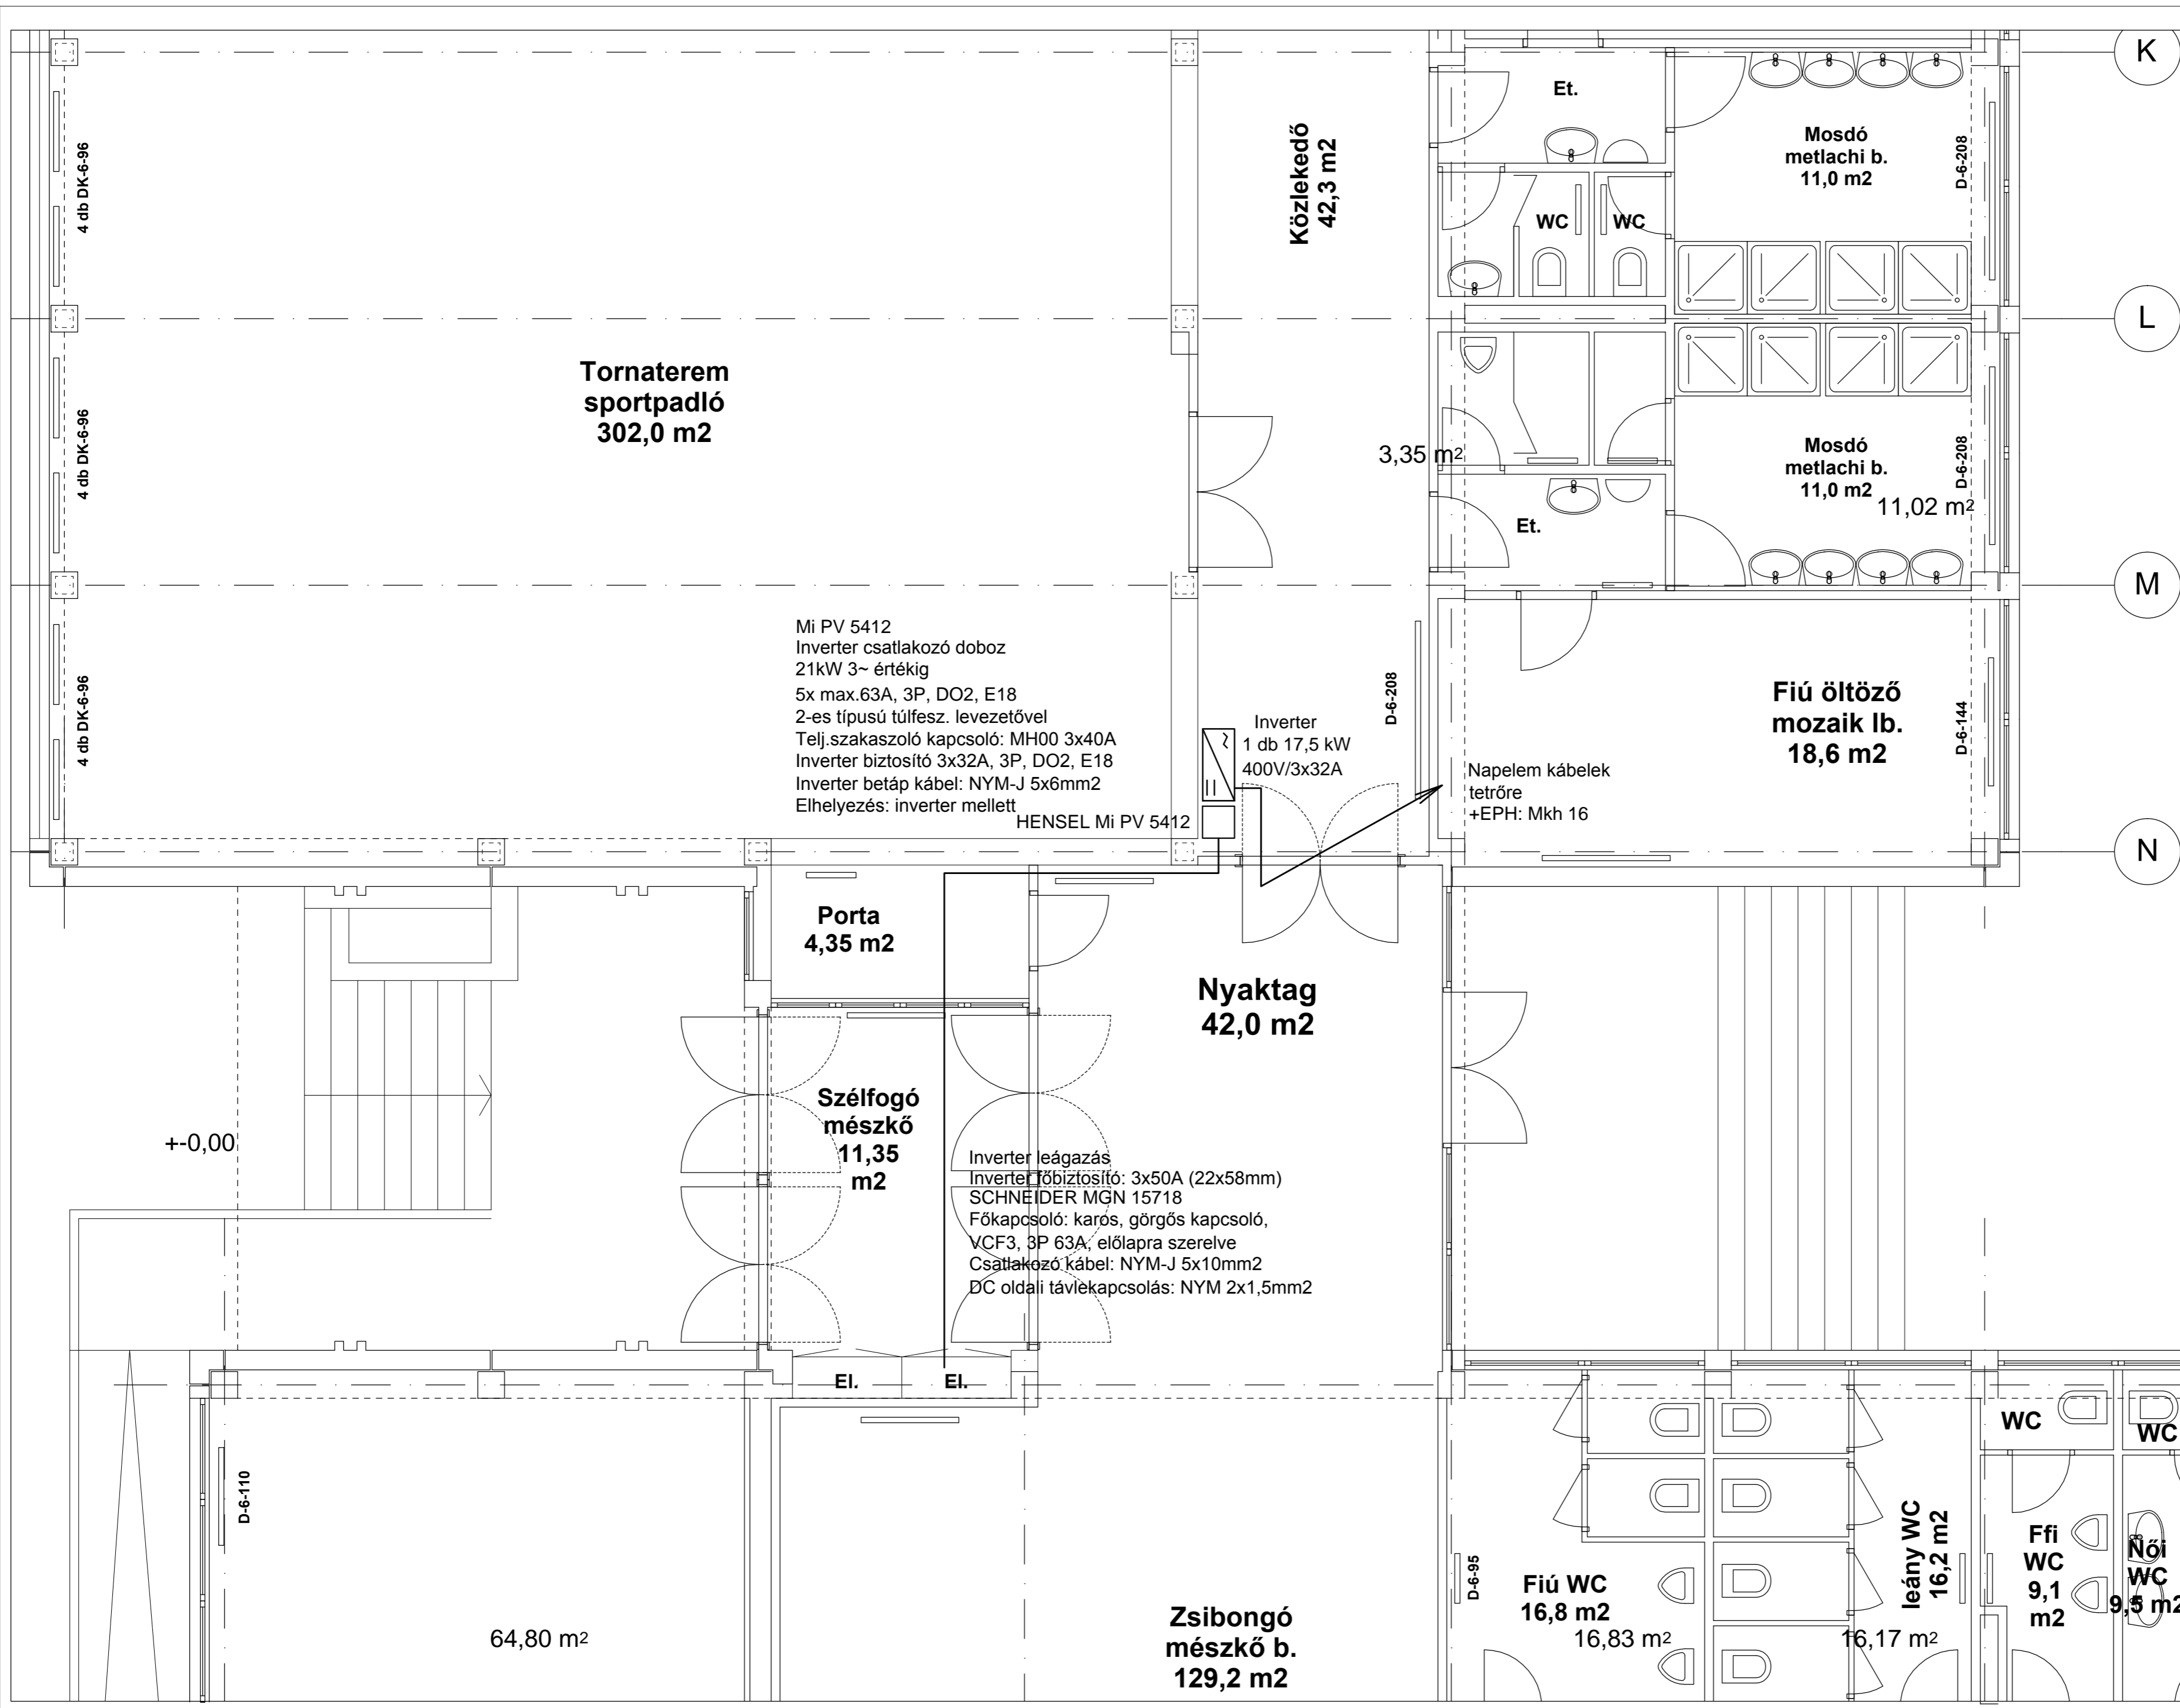 K
Et.
Mosdó
metlachi b.
11,0 m2
D-6-208
4 db DK-6-96
Közlekedő
42,3 m2
WC
WC
L
Tornaterem
sportpadló
302,0 m2
4 db DK-6-96
3,35 m2
Mosdó
metlachi b.
11,0 m2
11,02 m2
D-6-208
Et.
M
Mi PV 5412
Inverter csatlakozó doboz
21kW 3~ értékig
5x max.63A, 3P, DO2, E18
2-es típusú túlfesz. levezetővel
Telj.szakaszoló kapcsoló: MH00 3x40A
Inverter biztosító 3x32A, 3P, DO2, E18
Inverter betáp kábel: NYM-J 5x6mm2
Elhelyezés: inverter mellett
HENSEL Mi PV 5412
4 db DK-6-96
D-6-208
~
Inverter
1 db 17,5 kW
400V/3x32A
Fiú öltöző
mozaik lb.
18,6 m2
D-6-144
Napelem kábelek
tetrőre
+EPH: Mkh 16
N
Porta
4,35 m2
Nyaktag
42,0 m2
Szélfogó
mészkő
11,35
m2
+-0,00
Inverter leágazás
Inverter főbiztosító: 3x50A (22x58mm)
SCHNEIDER MGN 15718
Főkapcsoló: karos, görgős kapcsoló,
VCF3, 3P 63A, előlapra szerelve
Csatlakozó kábel: NYM-J 5x10mm2
DC oldali távlekapcsolás: NYM 2x1,5mm2
El.
El.
WC
WC
D-6-110
D-6-95
Fiú WC
16,8 m2
16,83 m2
leány WC
16,2 m2
16,17 m2
Ffi
WC
9,1
m2
Női
WC
9,5 m2
64,80 m2
Zsibongó
mészkő b.
129,2 m2